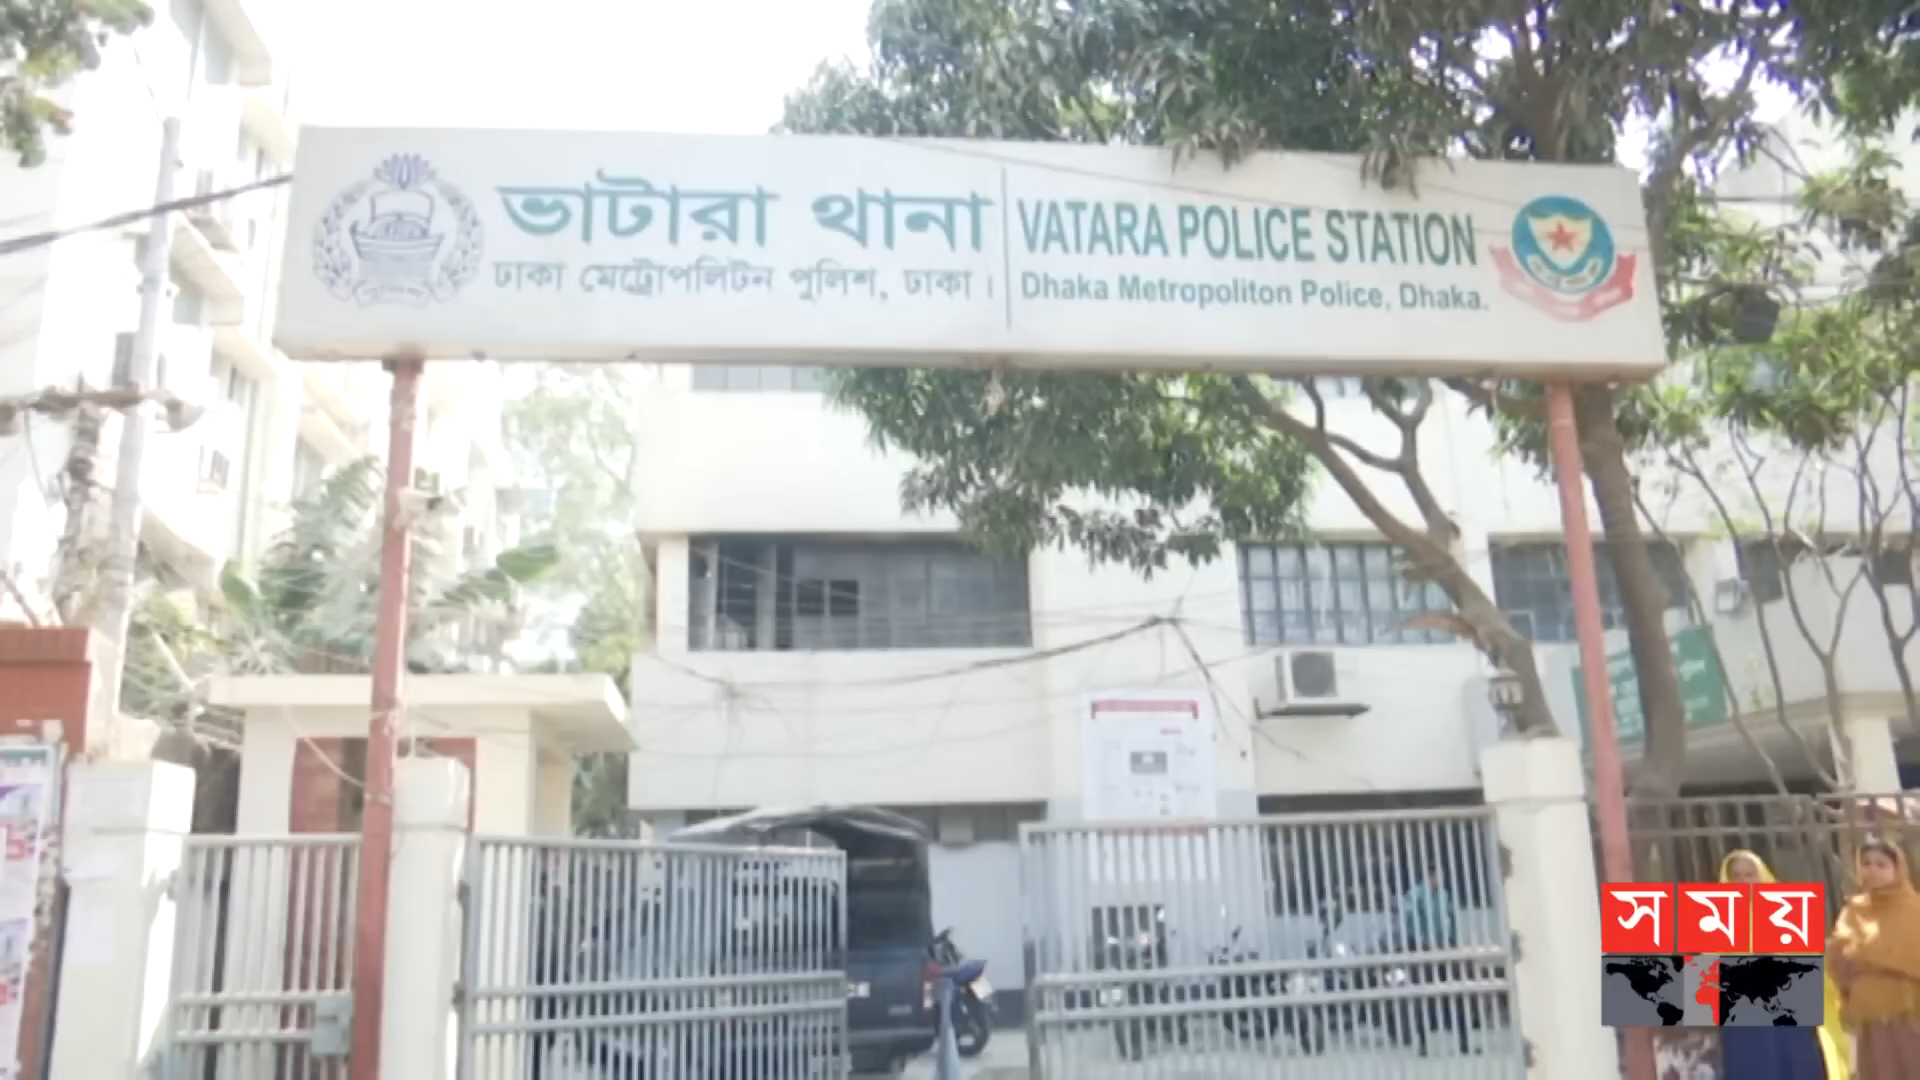 ভাটারা থানা
ঢাকা মেট্রোপলিটন পুলিশ, ঢাকা।
VATARA POLICE STATION
Dhaka Metropoliton Police, Dhaka.
সময়